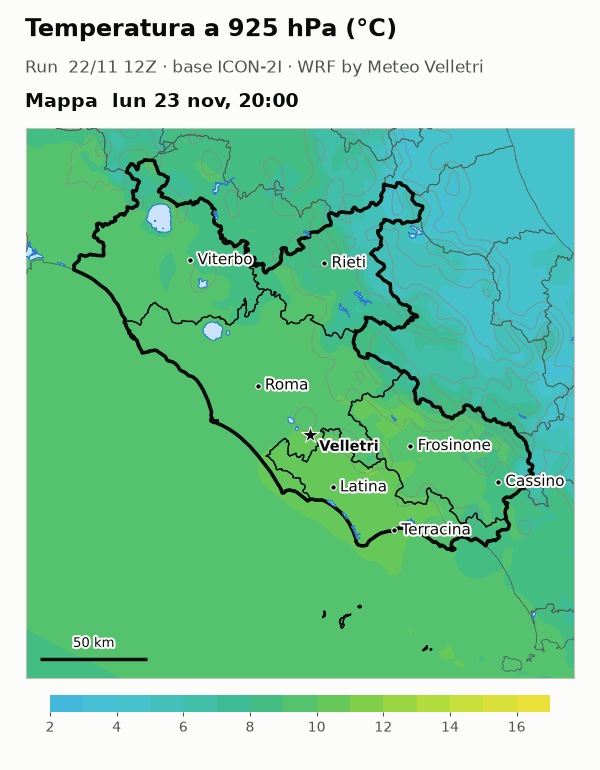 Temperatura a 925 hPa (°C)
Run  22/11 12Z · base ICON-2I · WRF by Meteo Velletri
Mappa  lun 23 nov, 20:00
Viterbo
Rieti
Roma
Velletri
Frosinone
Cassino
Latina
Terracina
50 km
2 4 6 8 10 12 14 16